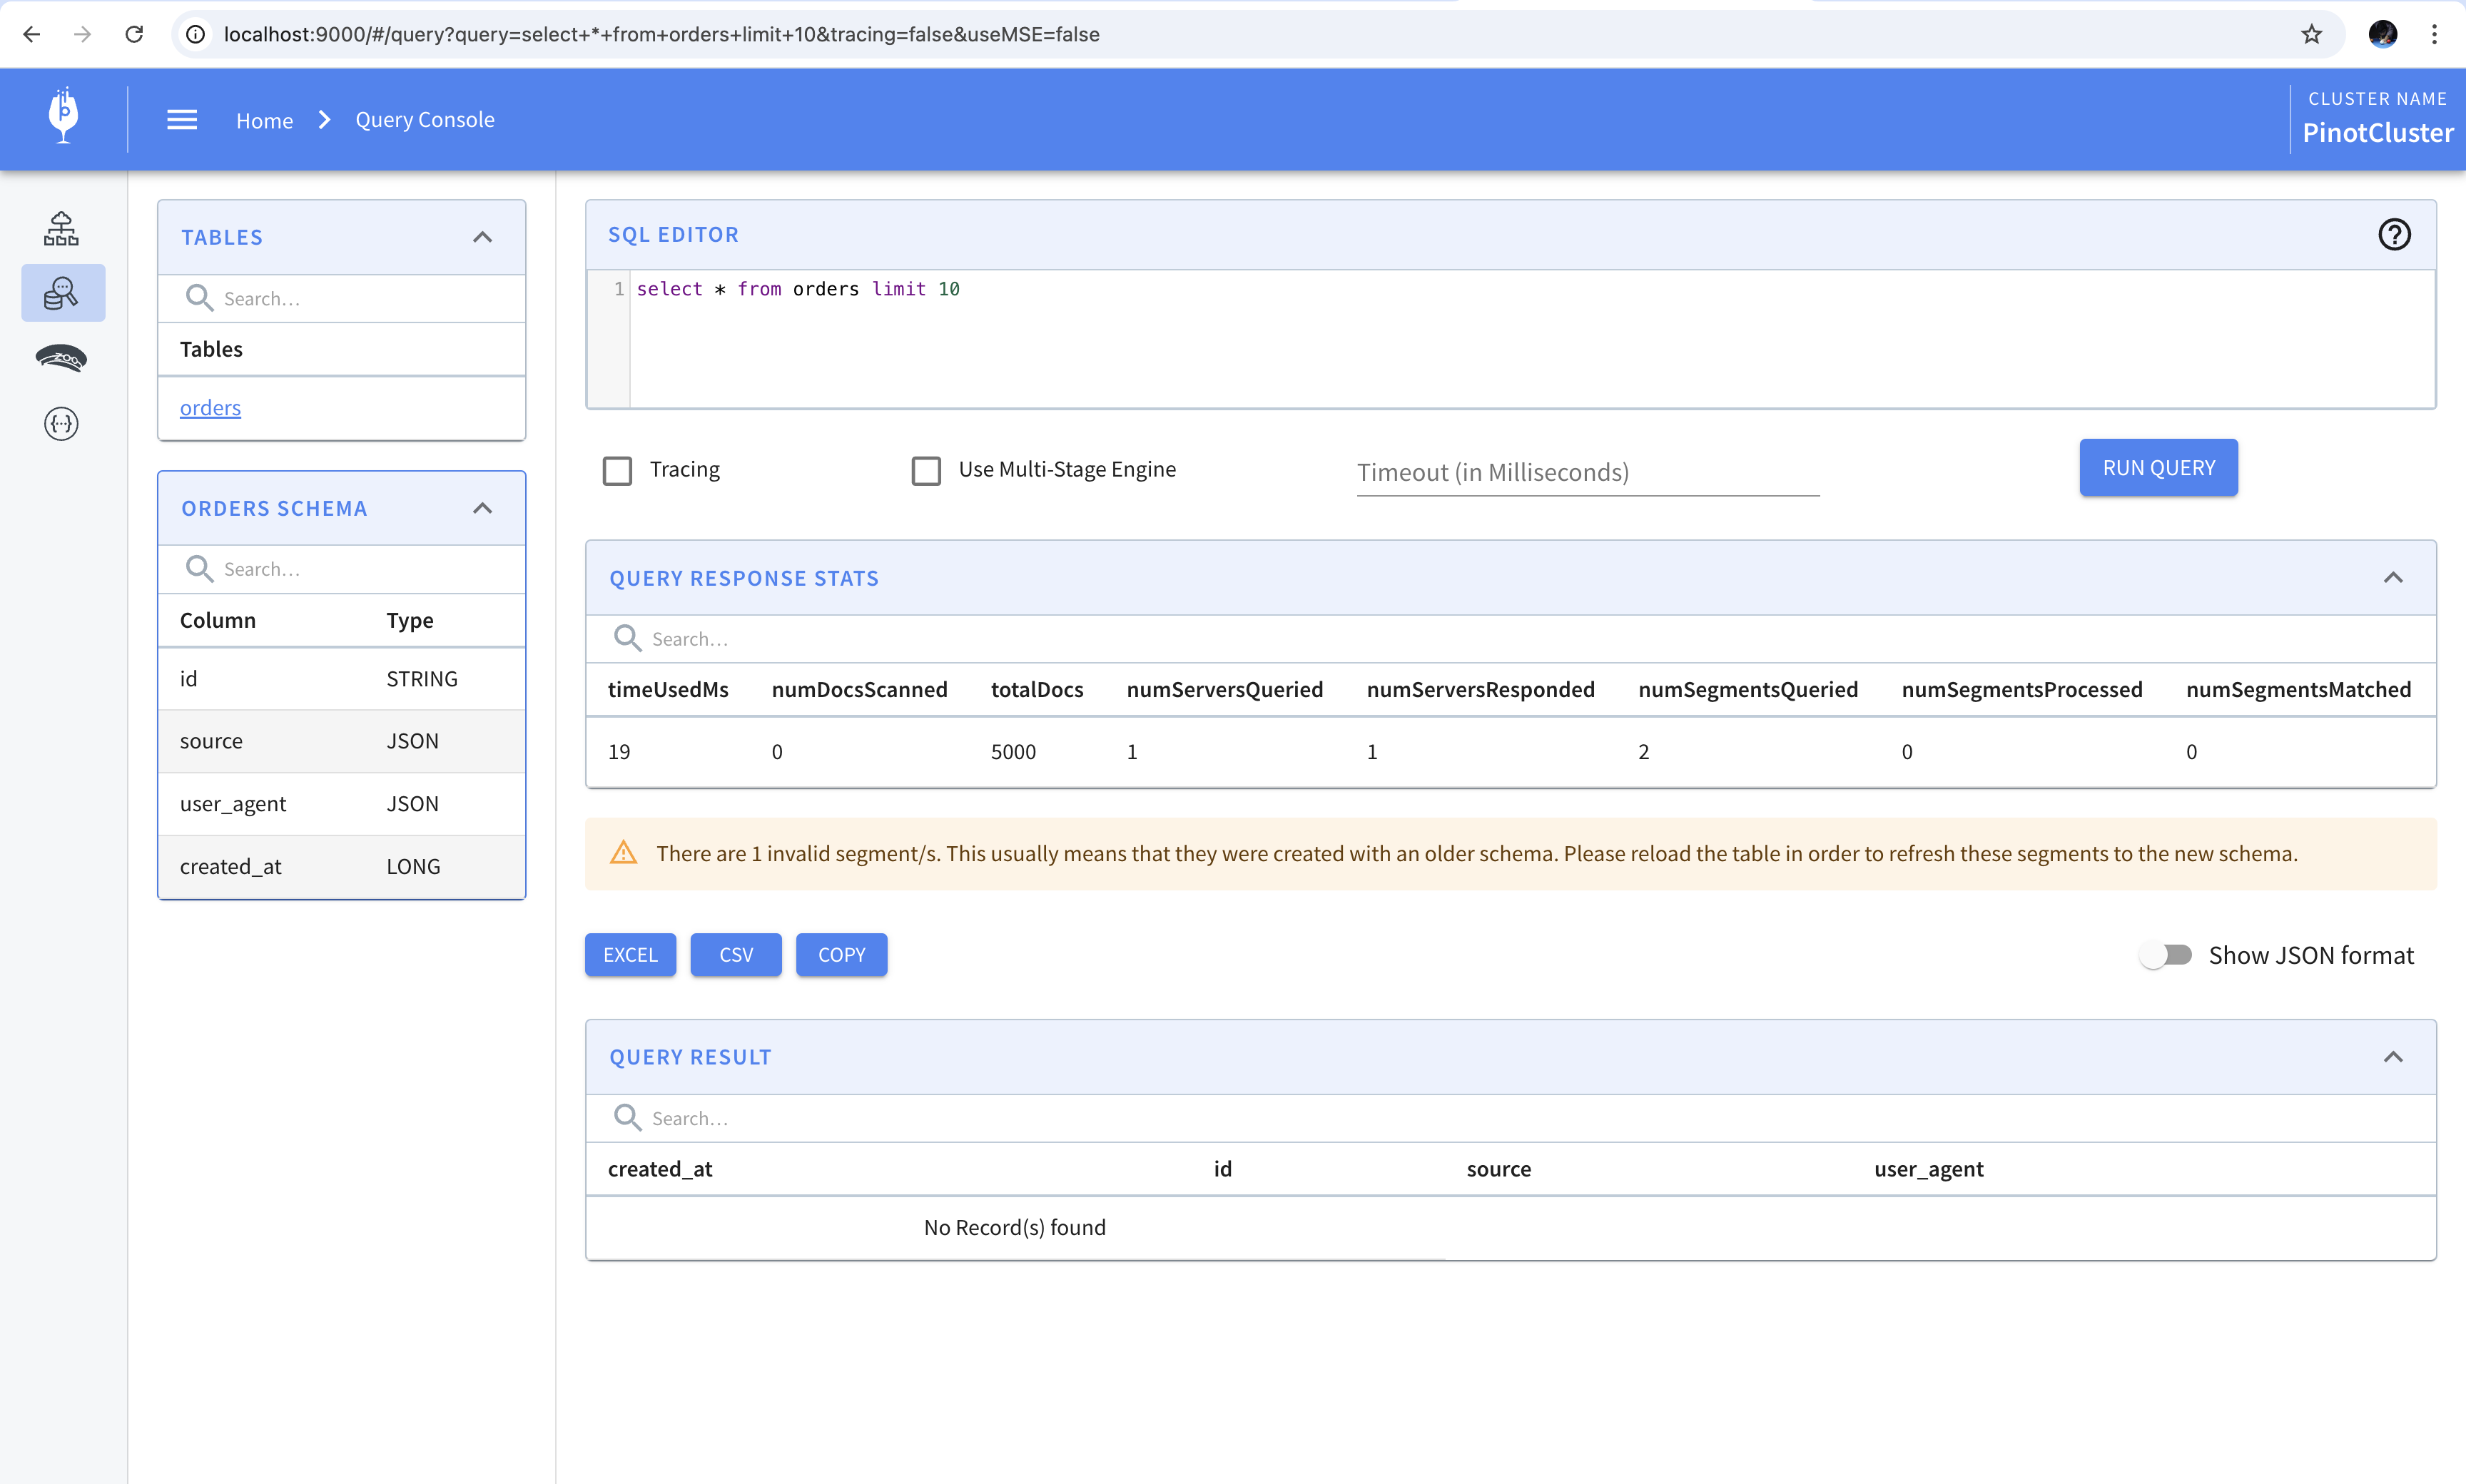 localhost:9000/#/query?query=select+*+from+orders+limit+10&tracing=false&useMSE=false
p
Home
Query Console
CLUSTER NAME
PinotCluster
ZOO
TABLES
Search...
Tables
orders
ORDERS SCHEMA
Search...
Column Type
id STRING
source JSON
user_agent JSON
created_at LONG
SQL EDITOR
?
1 select * from orders limit 10
Tracing
Use Multi-Stage Engine
Timeout (in Milliseconds)
RUN QUERY
QUERY RESPONSE STATS
Search...
timeUsedMs numDocsScanned totalDocs numServersQueried numServersResponded numSegmentsQueried numSegmentsProcessed numSegmentsMatched
19 0 5000 1 1 2 0 0
There are 1 invalid segment/s. This usually means that they were created with an older schema. Please reload the table in order to refresh these segments to the new schema.
EXCEL
CSV
COPY
Show JSON format
QUERY RESULT
Search...
created_at id source user_agent
No Record(s) found